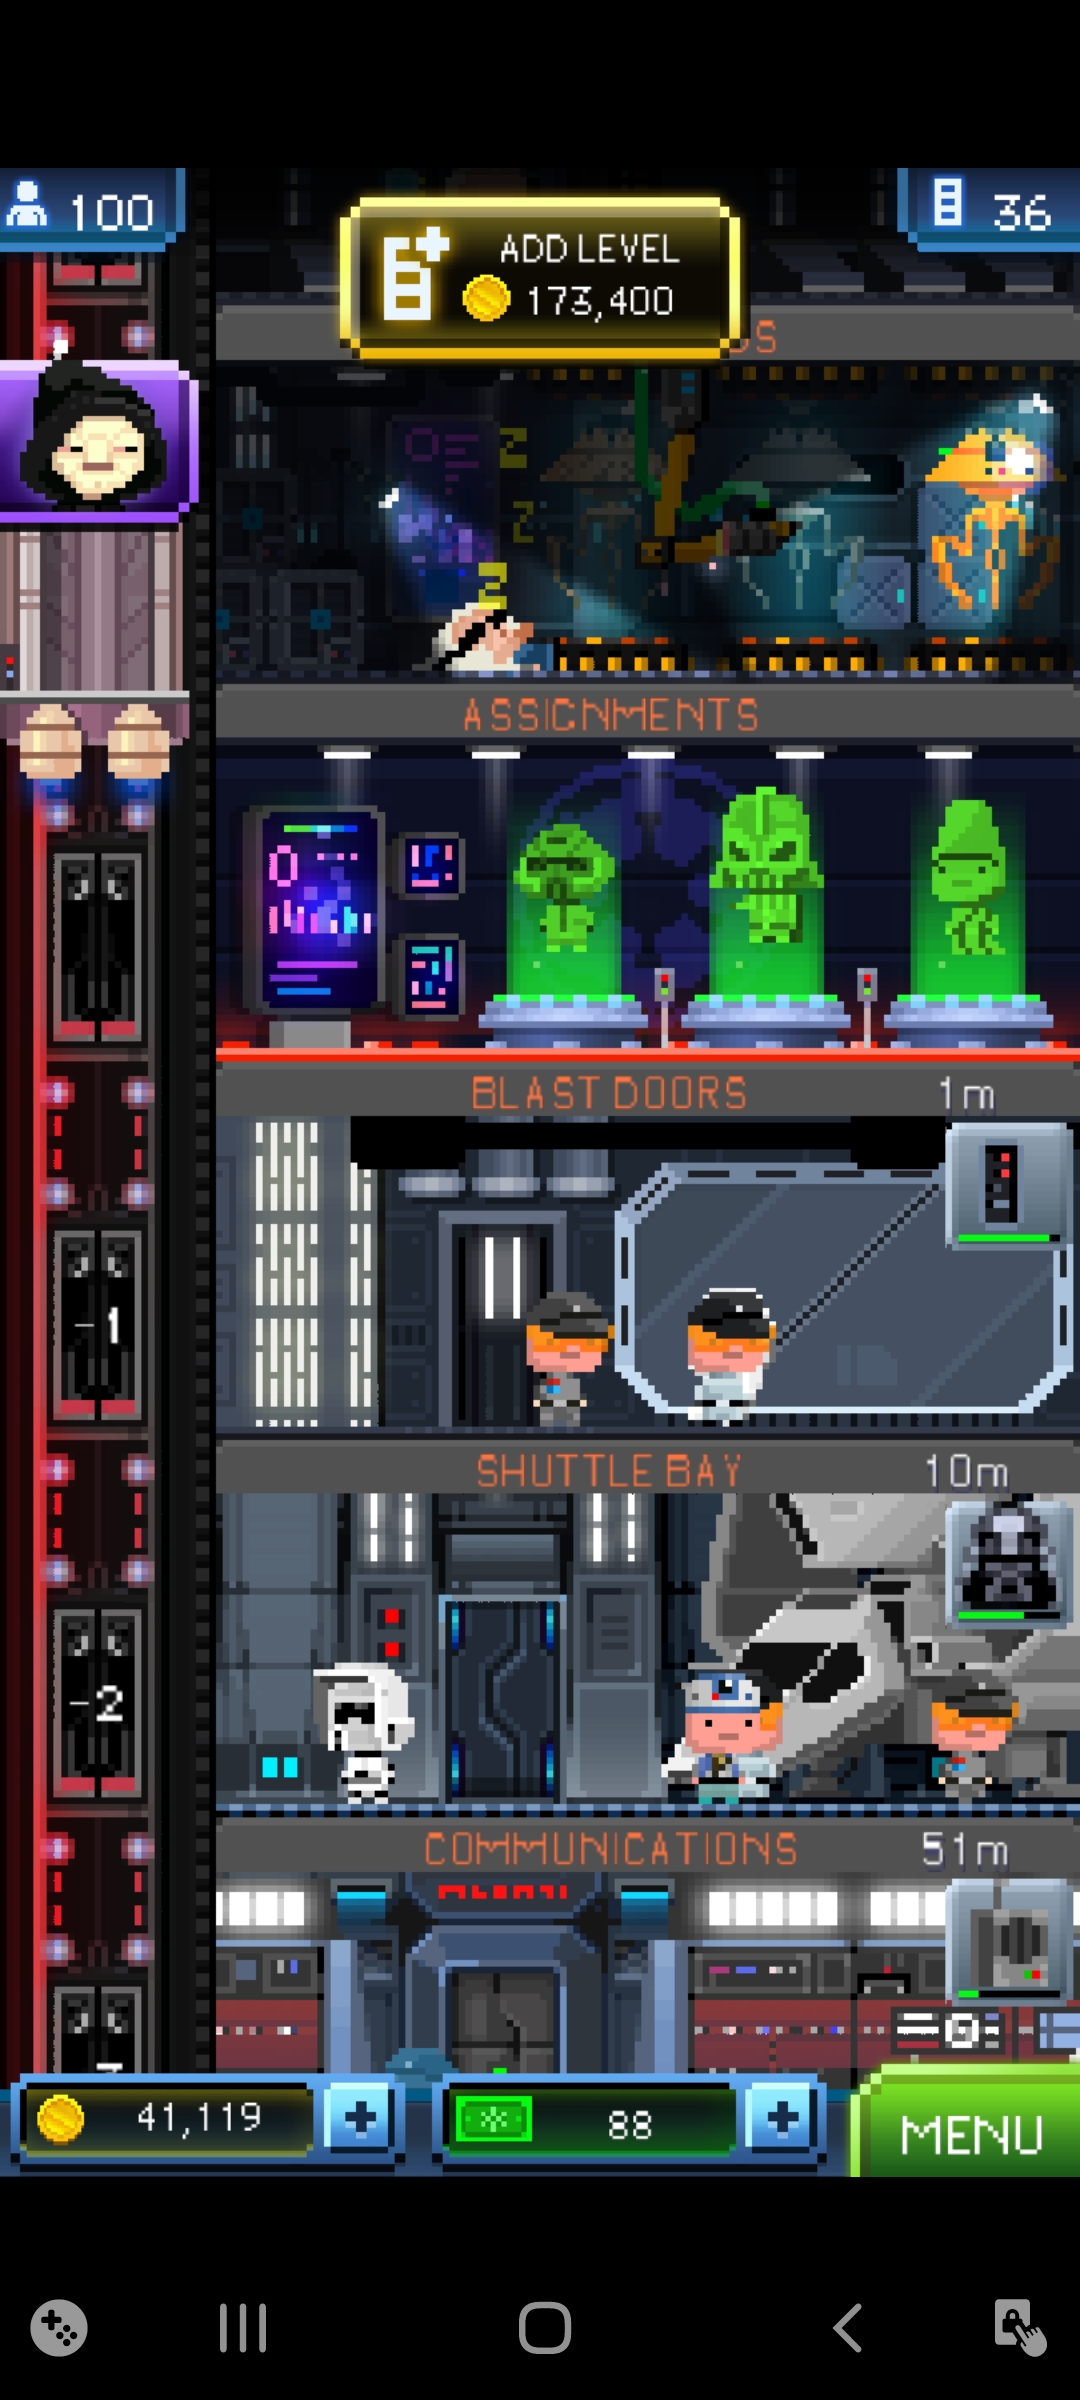 100
ADD LEVEL
173,400
36
DS
Z
Z
Z
ASSIGNMENTS
BLAST DOORS 1m
-1
SHUTTLE BAY 10m
-2
COMMUNICATIONS 51m
41,119
88
MENU